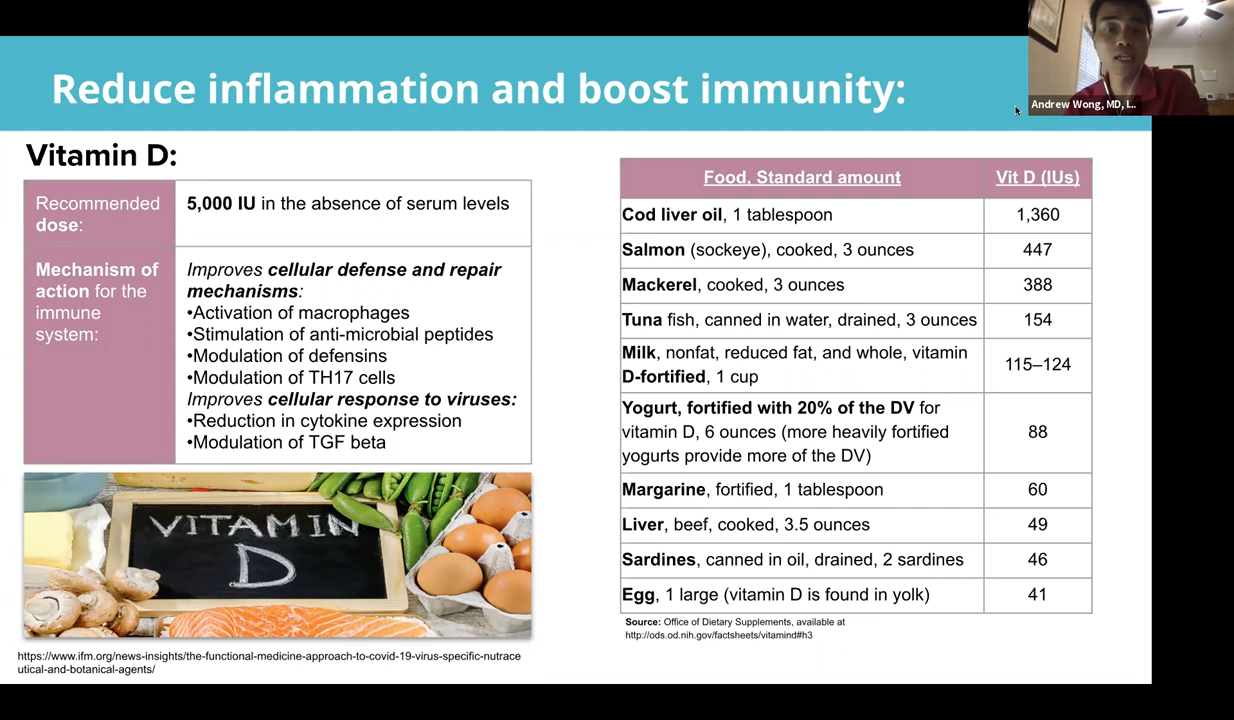 Reduce inflammation and boost immunity:
Andrew Wong, MD, I...
Vitamin D:
Recommended
dose:
5,000 IU in the absence of serum levels
Mechanism of
action for the
immune
system:
Improves cellular defense and repair
mechanisms:
•Activation of macrophages
•Stimulation of anti-microbial peptides
•Modulation of defensins
•Modulation of TH17 cells
Improves cellular response to viruses:
•Reduction in cytokine expression
•Modulation of TGF beta
VITAMIN
D
https://www.ifm.org/news-insights/the-functional-medicine-approach-to-covid-19-virus-specific-nutrace
utical-and-botanical-agents/
Food, Standard amount Vit D (IUs)
Cod liver oil, 1 tablespoon 1,360
Salmon (sockeye), cooked, 3 ounces 447
Mackerel, cooked, 3 ounces 388
Tuna fish, canned in water, drained, 3 ounces 154
Milk, nonfat, reduced fat, and whole, vitamin
D-fortified, 1 cup 115–124
Yogurt, fortified with 20% of the DV for
vitamin D, 6 ounces (more heavily fortified 88
yogurts provide more of the DV)
Margarine, fortified, 1 tablespoon 60
Liver, beef, cooked, 3.5 ounces 49
Sardines, canned in oil, drained, 2 sardines 46
Egg, 1 large (vitamin D is found in yolk) 41
Source: Office of Dietary Supplements, available at
http://ods.od.nih.gov/factsheets/vitamind#h3